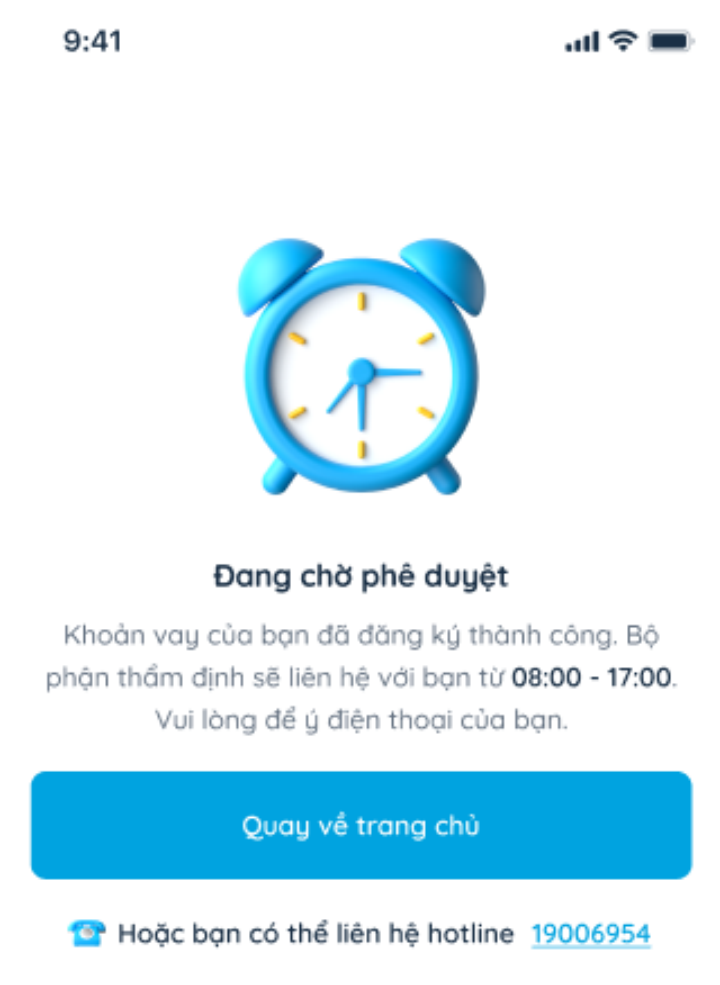 9:41
Đang chờ phê duyệt
Khoản vay của bạn đã đăng ký thành công. Bộ
phận thẩm định sẽ liên hệ với bạn từ 08:00 - 17:00.
Vui lòng để ý điện thoại của bạn.
Quay về trang chủ
Hoặc bạn có thể liên hệ hotline 19006954